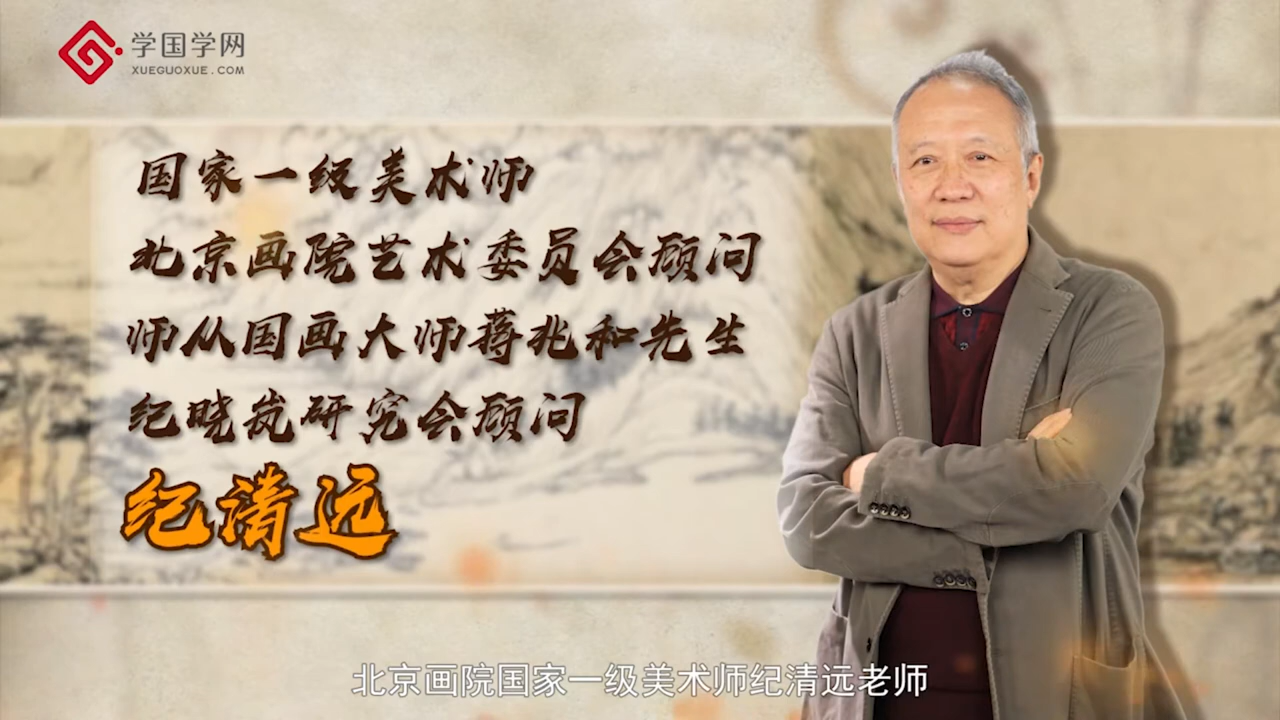 学国学网
XUEGUOXUE.COM
国家一级美术师
北京画院艺术委员会顾问
师从国画大师蒋兆和先生
纪晓岚研究会顾问
纪清远
北京画院国家一级美术师纪清远老师